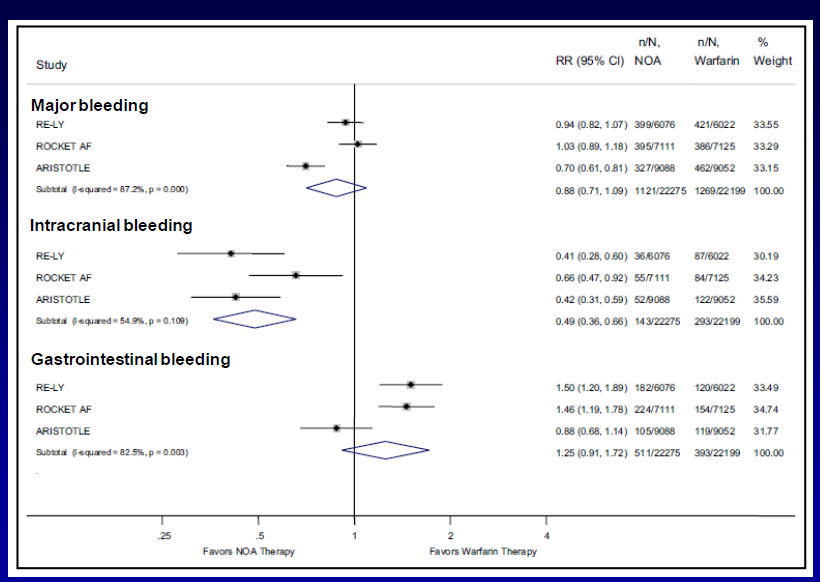 n/N, n/N, %
Study RR (95% CI) NOA Warfarin Weight
Major bleeding
RE-LY 0.94 (0.82, 1.07) 399/6076 421/6022 33.55
ROCKET AF 1.03 (0.89, 1.18) 395/7111 386/7125 33.29
ARISTOTLE 0.70 (0.61, 0.81) 327/9088 462/9052 33.15
Subtotal (I-squared = 87.2%, p = 0.000) 0.88 (0.71, 1.09) 1121/22275 1269/22199 100.00
Intracranial bleeding
RE-LY 0.41 (0.28, 0.60) 36/6076 87/6022 30.19
ROCKET AF 0.66 (0.47, 0.92) 55/7111 84/7125 34.23
ARISTOTLE 0.42 (0.31, 0.59) 52/9088 122/9052 35.59
Subtotal (I-squared = 54.9%, p = 0.109) 0.49 (0.36, 0.66) 143/22275 293/22199 100.00
Gastrointestinal bleeding
RE-LY 1.50 (1.20, 1.89) 182/6076 120/6022 33.49
ROCKET AF 1.46 (1.19, 1.78) 224/7111 154/7125 34.74
ARISTOTLE 0.88 (0.68, 1.14) 105/9088 119/9052 31.77
Subtotal (I-squared = 82.5%, p = 0.003) 1.25 (0.91, 1.72) 511/22275 393/22199 100.00
.
.25 .5 1 2 4
Favors NOA Therapy Favors Warfarin Therapy